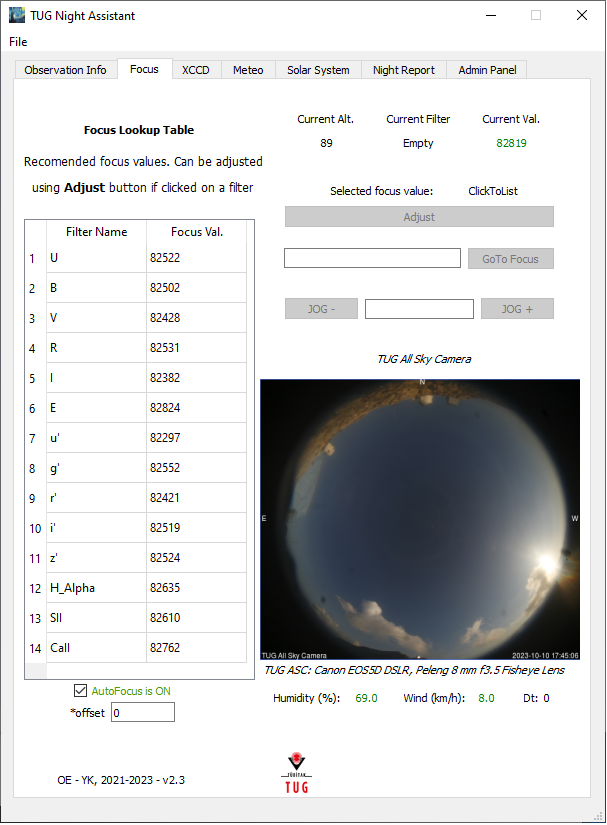 TUG Night Assistant
File
Observation Info Focus XCCD Meteo Solar System Night Report Admin Panel
Focus Lookup Table
Recomended focus values. Can be adjusted
using Adjust button if clicked on a filter
Filter Name Focus Val.
1 U 82522
2 B 82502
3 V 82428
4 R 82531
5 I 82382
6 E 82824
7 u' 82297
8 g' 82552
9 r' 82421
10 i' 82519
11 z' 82524
12 H_Alpha 82635
13 SII 82610
14 CaII 82762
AutoFocus is ON
*offset 0
OE - YK, 2021-2023 - v2.3
Current Alt. Current Filter Current Val.
89 Empty 82819
Selected focus value: ClickToList
Adjust
GoTo Focus
JOG - JOG +
TUG All Sky Camera
N
E W
TUG All Sky Camera 2023-10-10 17:45:06
TUG ASC: Canon EOS5D DSLR, Peleng 8 mm f3.5 Fisheye Lens
Humidity (%): 69.0 Wind (km/h): 8.0 Dt: 0
TÜBİTAK
TUG